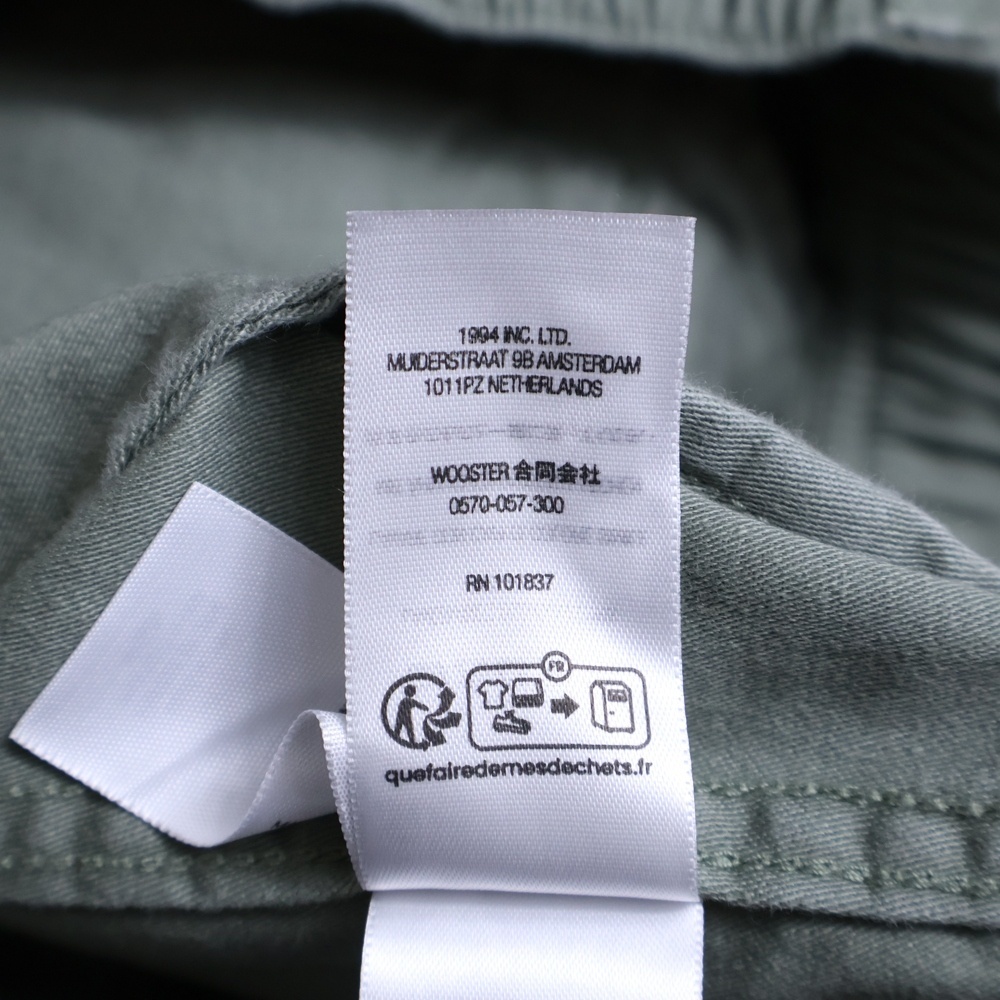 1994 INC. LTD.
MUIDERSTRAAT 9B AMSTERDAM
1011PZ NETHERLANDS
WOOSTER 合同会社
0570-057-300
RN 101837
FR
quefairedemesdechets.fr